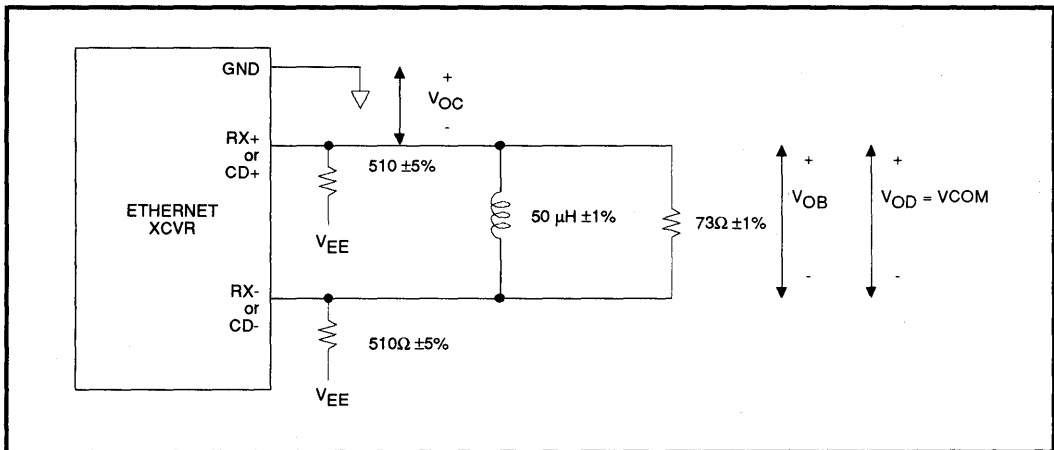 GND
+
VOC
-
RX+
or
CD+
510 ±5%
VEE
ETHERNET
XCVR
50 µH ±1%
73Ω ±1%
+
VOB
-
+
VOD = VCOM
-
RX-
or
CD-
510Ω ±5%
VEE